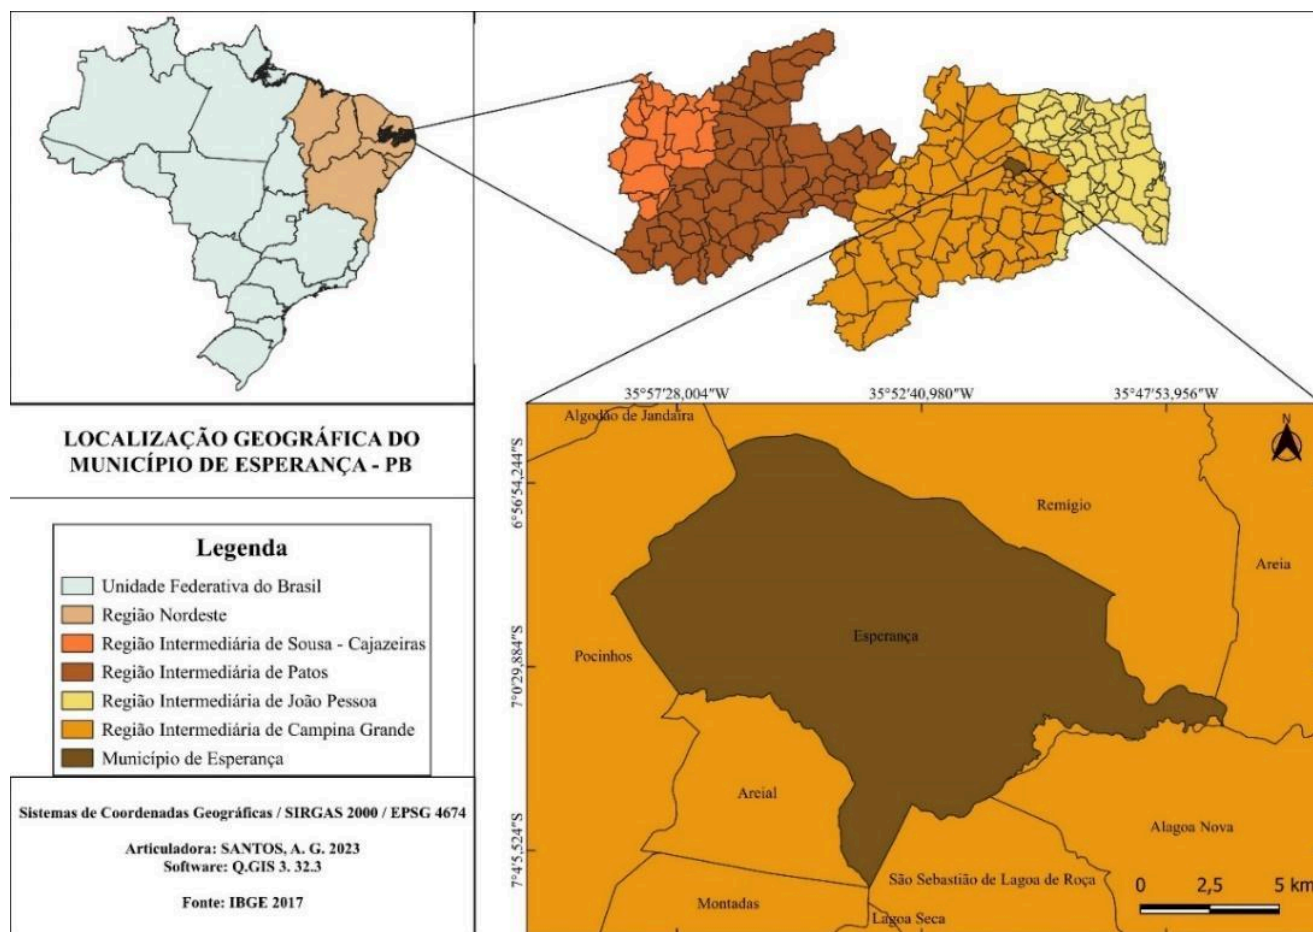 35°57'28,004"W
35°52'40,980"W
35°47'53,956"W
6°56'54,244"S
7°0'29,884"S
7°4'5,524"S
Algodão de Jandaíra
N
Remígio
Areia
Esperança
Pocinhos
Areial
Alagoa Nova
São Sebastião de Lagoa de Roça
Montadas
Lagoa Seca
0 2,5 5 km
LOCALIZAÇÃO GEOGRÁFICA DO
MUNICÍPIO DE ESPERANÇA - PB
Legenda
Unidade Federativa do Brasil
Região Nordeste
Região Intermediária de Sousa - Cajazeiras
Região Intermediária de Patos
Região Intermediária de João Pessoa
Região Intermediária de Campina Grande
Município de Esperança
Sistemas de Coordenadas Geográficas / SIRGAS 2000 / EPSG 4674
Articuladora: SANTOS, A. G. 2023
Software: Q.GIS 3. 32.3
Fonte: IBGE 2017